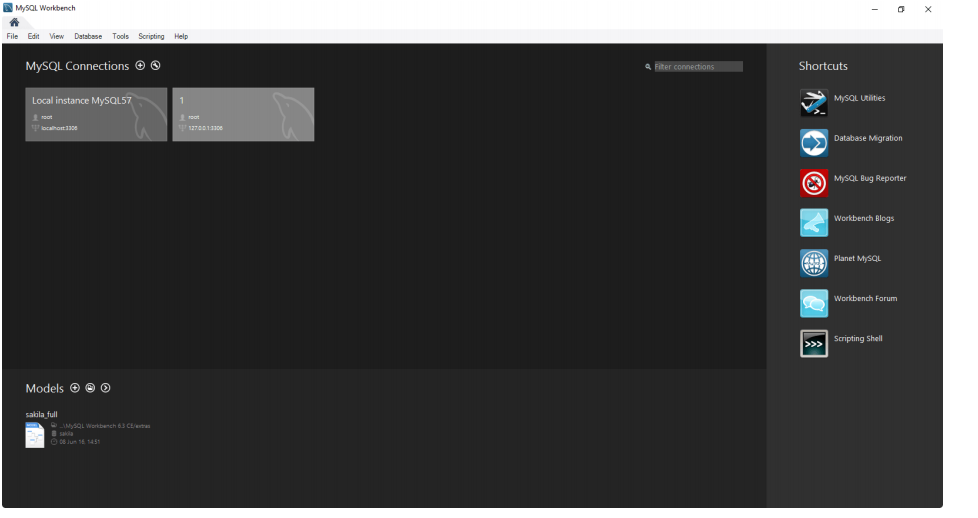 MySQL Workbench
File Edit View Database Tools Scripting Help
MySQL Connections
Filter connections
Local instance MySQL57
root
localhost:3306
1
root
127.0.0.1:3306
Shortcuts
MySQL Utilities
Database Migration
MySQL Bug Reporter
Workbench Blogs
Planet MySQL
Workbench Forum
Scripting Shell
Models
sakila_full
...\MySQL Workbench 6.3 CE/extras
sakila
08 Jun 16, 14:51